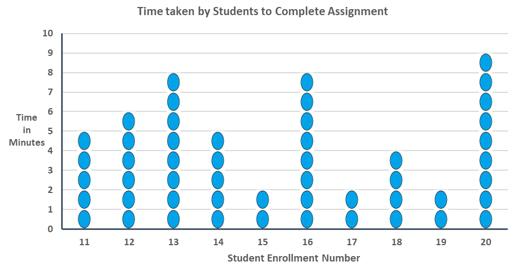 Time taken by Students to Complete Assignment
10
9
8
7
6
5
4
3
2
1
0
Time
in
Minutes
11 12 13 14 15 16 17 18 19 20
Student Enrollment Number